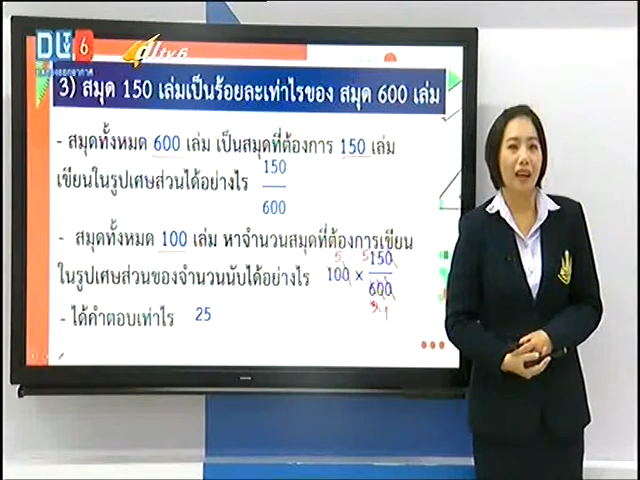 DLTV 6
dltv6
3) สมุด 150 เล่มเป็นร้อยละเท่าไรของ สมุด 600 เล่ม
- สมุดทั้งหมด 600 เล่ม เป็นสมุดที่ต้องการ 150 เล่ม
เขียนในรูปเศษส่วนได้อย่างไร 150/600
- สมุดทั้งหมด 100 เล่ม หาจำนวนสมุดที่ต้องการเขียน
ในรูปเศษส่วนของจำนวนนับได้อย่างไร 100 × 150/600
- ได้คำตอบเท่าไร 25